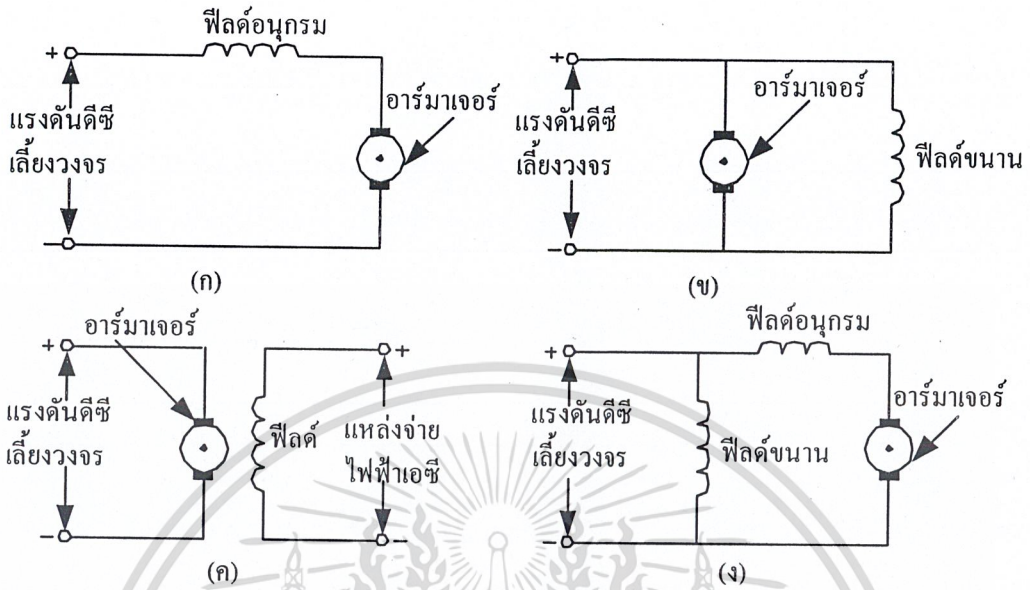 ฟีลด์อนุกรม
+
อาร์มาเจอร์
แรงดันดีซี
เลี้ยงวงจร
–
(ก)
+
อาร์มาเจอร์
แรงดันดีซี
เลี้ยงวงจร
ฟีลด์ขนาน
–
(ข)
อาร์มาเจอร์
+
+
แรงดันดีซี
เลี้ยงวงจร
ฟีลด์
แหล่งจ่าย
ไฟฟ้าเอซี
–
–
(ค)
ฟีลด์อนุกรม
+
อาร์มาเจอร์
แรงดันดีซี
เลี้ยงวงจร
ฟีลด์ขนาน
–
(ง)